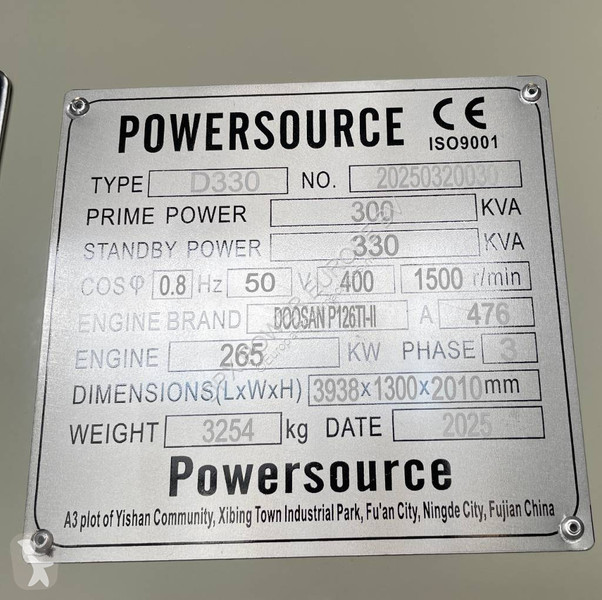 POWERSOURCE CE
ISO9001
TYPE D330 NO. 20250320030
PRIME POWER 300 KVA
STANDBY POWER 330 KVA
COSφ 0.8 Hz 50 V 400 1500 r/min
ENGINE BRAND DOOSAN P126TI-II A 476
ENGINE 265 KW PHASE 3
DIMENSIONS(LxWxH) 3938x1300x2010 mm
WEIGHT 3254 kg DATE 2025
Powersource
A3 plot of Yishan Community, Xibing Town Industrial Park, Fu'an City, Ningde City, Fujian China